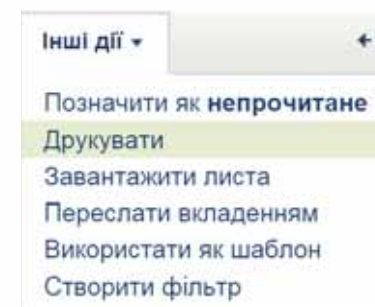 Інші дії
Позначити як непрочитане
Друкувати
Завантажити листа
Переслати вкладенням
Використати як шаблон
Створити фільтр